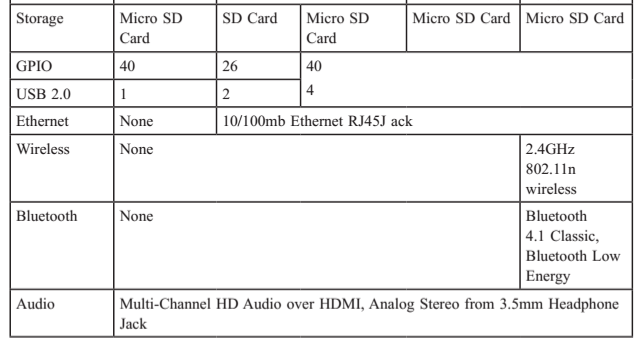 Storage Micro SD Card SD Card Micro SD Card Micro SD Card Micro SD Card
GPIO 40 26 40
USB 2.0 1 2 4
Ethernet None 10/100mb Ethernet RJ45J ack
Wireless None 2.4GHz
802.11n
wireless
Bluetooth None Bluetooth
4.1 Classic,
Bluetooth Low
Energy
Audio Multi-Channel HD Audio over HDMI, Analog Stereo from 3.5mm Headphone
Jack